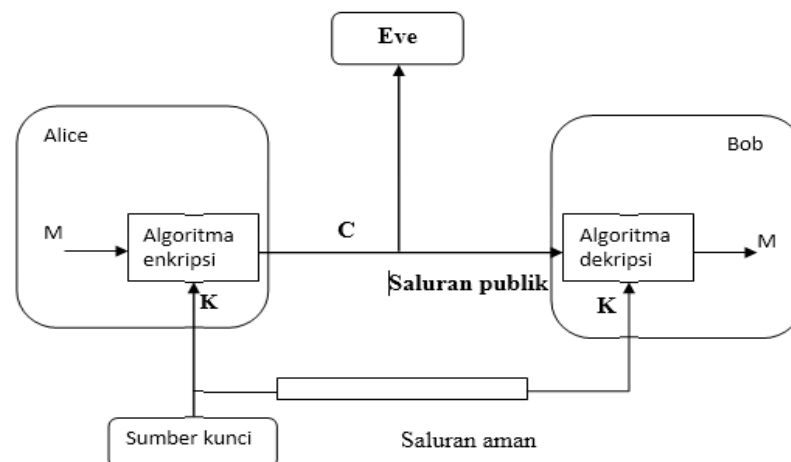 Eve
Alice
Bob
M
Algoritma
enkripsi
C
Algoritma
dekripsi
M
Saluran publik
K
K
Sumber kunci
Saluran aman